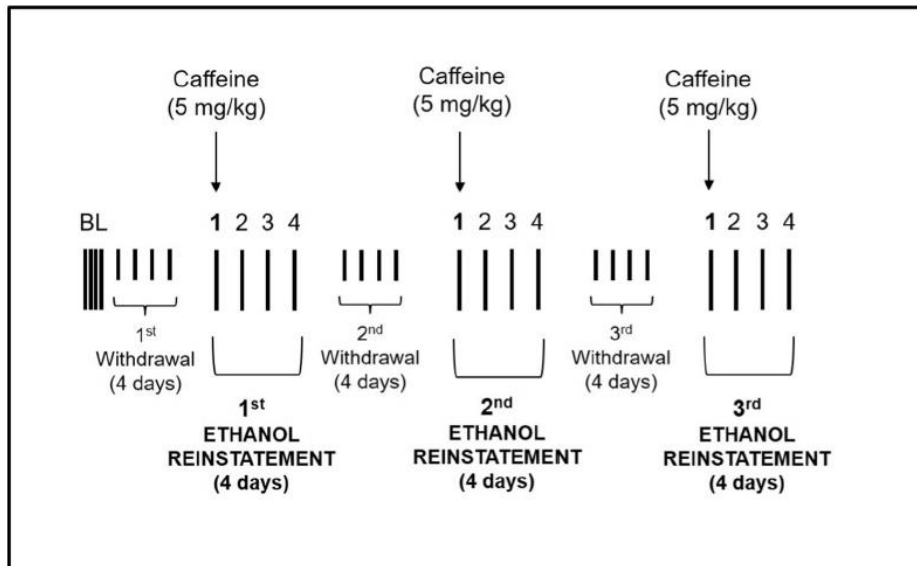 Caffeine
(5 mg/kg)
Caffeine
(5 mg/kg)
Caffeine
(5 mg/kg)
BL
1 2 3 4
1 2 3 4
1 2 3 4
1st
Withdrawal
(4 days)
2nd
Withdrawal
(4 days)
3rd
Withdrawal
(4 days)
1st
ETHANOL
REINSTATEMENT
(4 days)
2nd
ETHANOL
REINSTATEMENT
(4 days)
3rd
ETHANOL
REINSTATEMENT
(4 days)